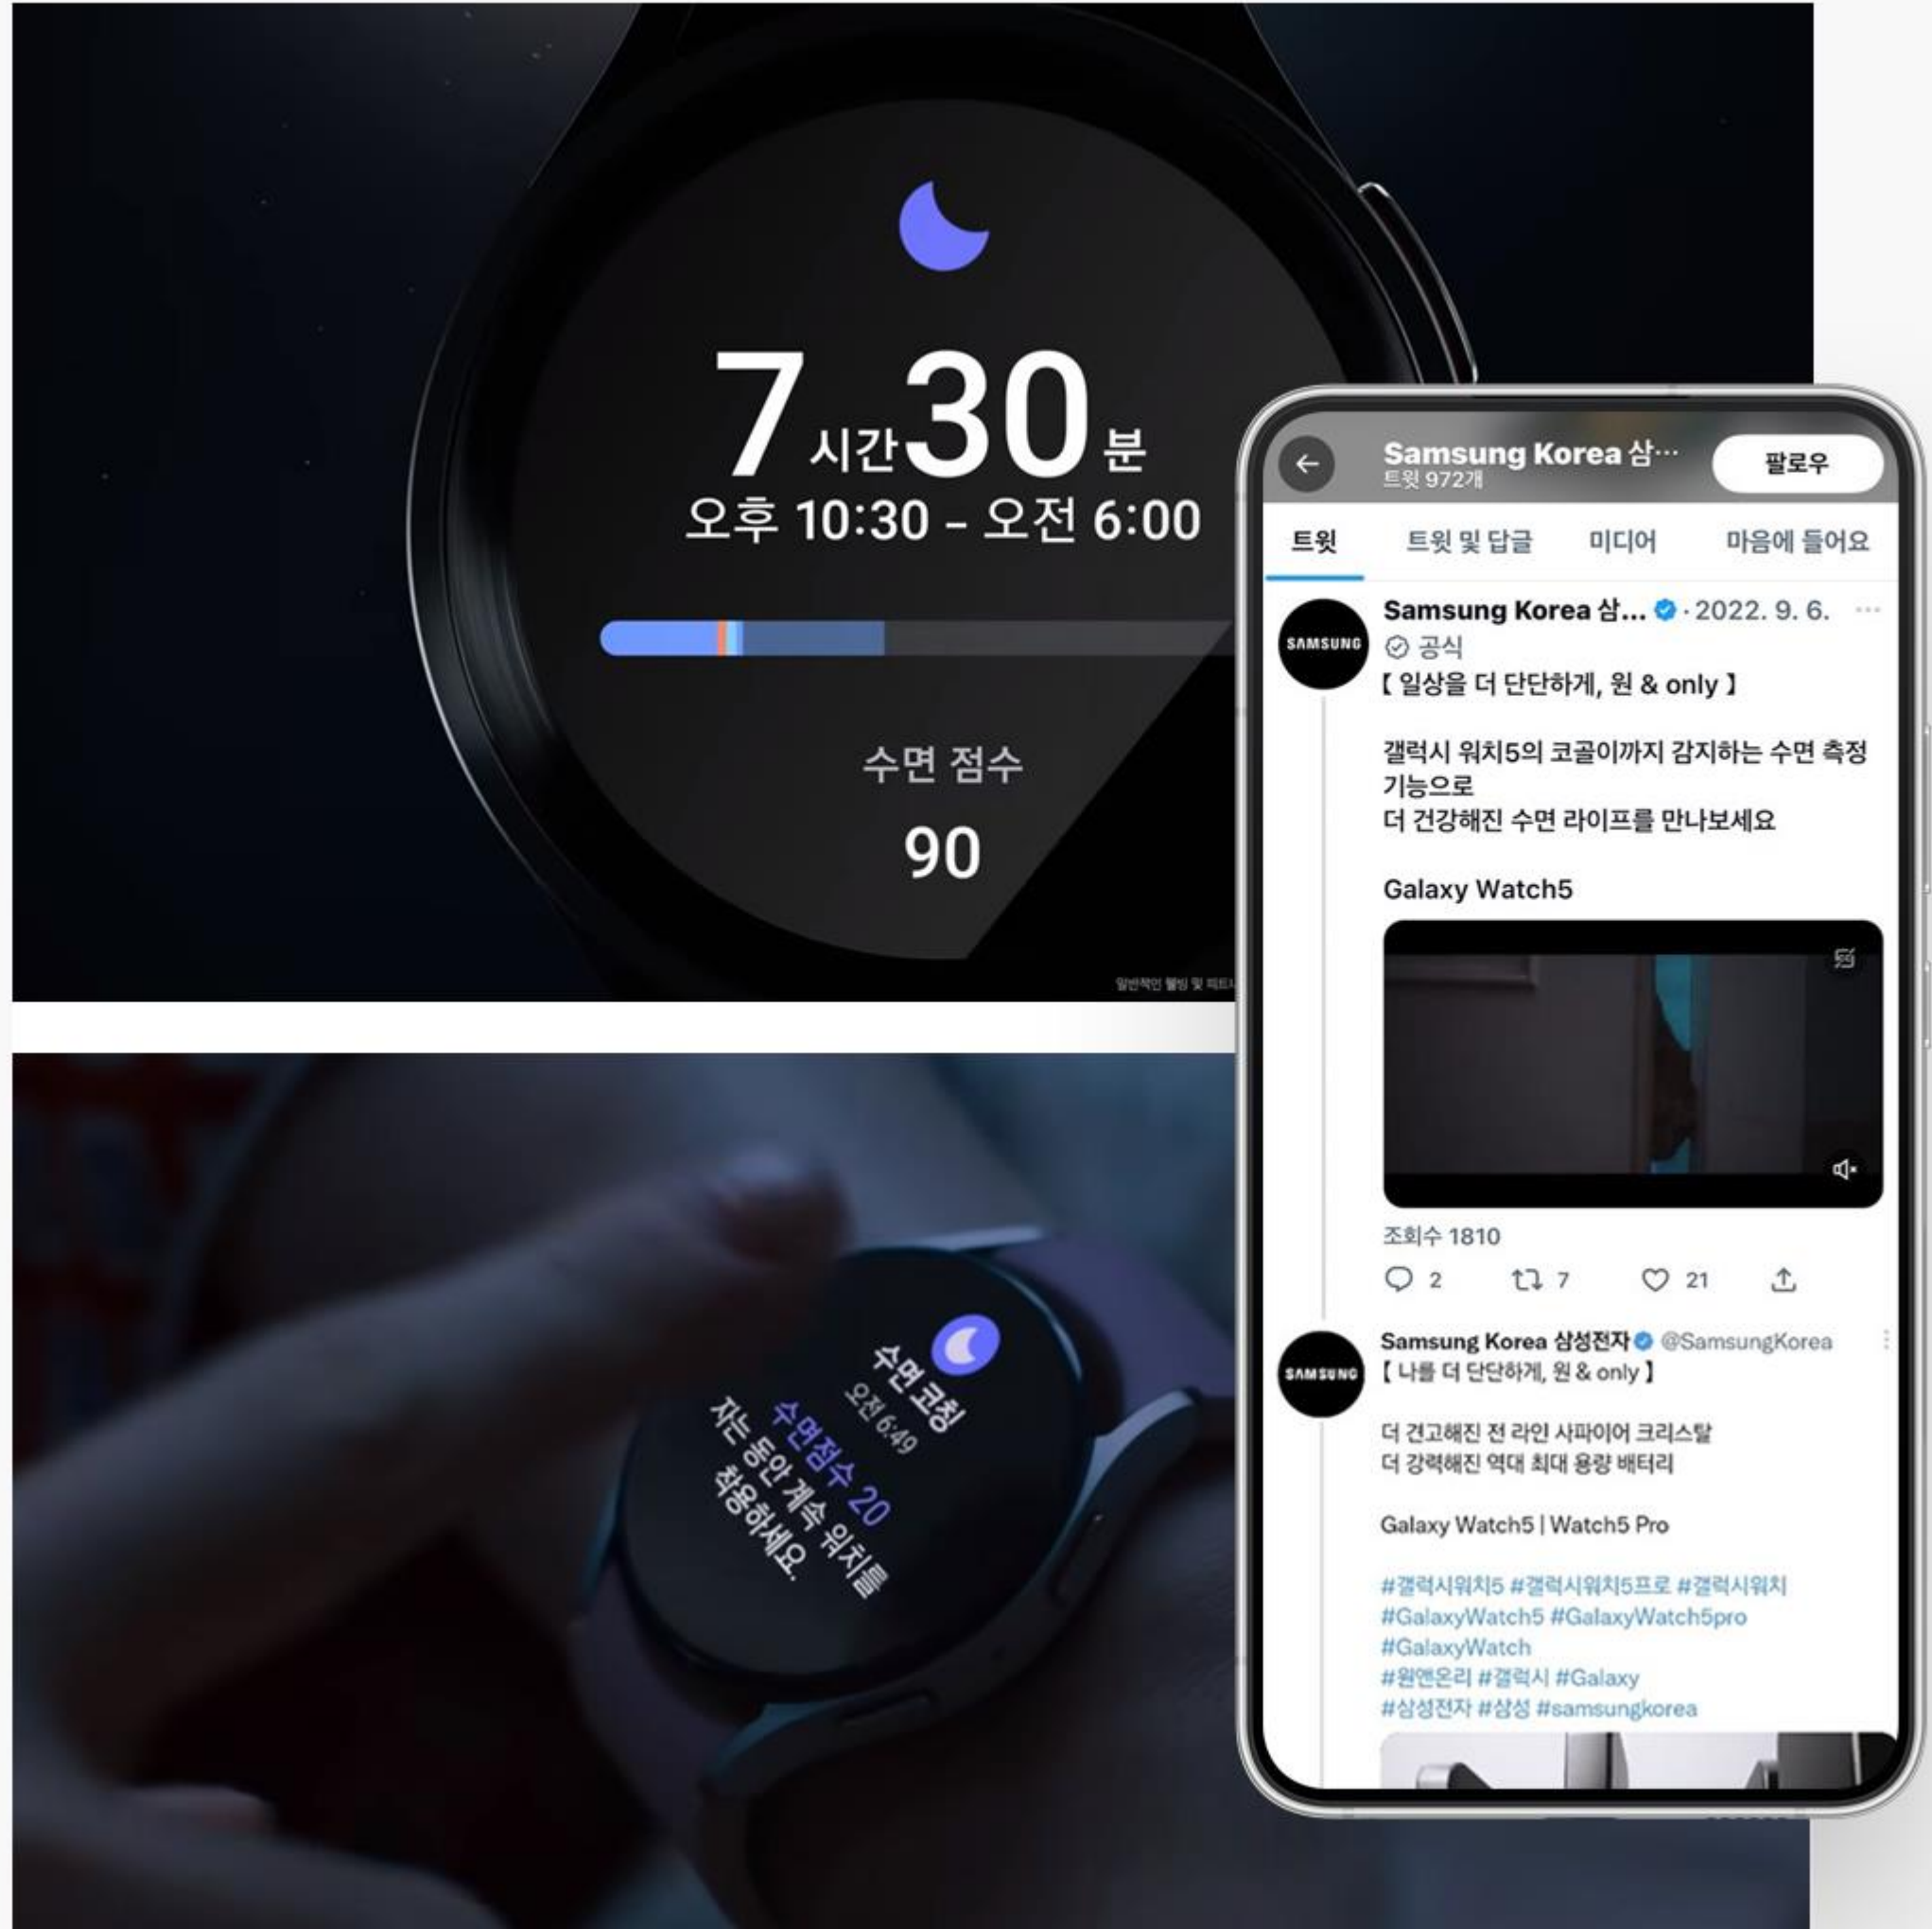 7시간 30분
오후 10:30 – 오전 6:00
수면 점수
90
일반적인 웰빙 및
수면 코칭
오전 6:49
수면점수 20
자는 동안 계속 워치를
착용하세요.
Samsung Korea 삼…
트윗 972개
팔로우
트윗 트윗 및 답글 미디어 마음에 들어요
SAMSUNG
Samsung Korea 삼... · 2022. 9. 6. ···
공식
【 일상을 더 단단하게, 원 & only 】
갤럭시 워치5의 코골이까지 감지하는 수면 측정
기능으로
더 건강해진 수면 라이프를 만나보세요
Galaxy Watch5
조회수 1810
2 7 21
SAMSUNG
Samsung Korea 삼성전자 @SamsungKorea
【 나를 더 단단하게, 원 & only 】
더 견고해진 전 라인 사파이어 크리스탈
더 강력해진 역대 최대 용량 배터리
Galaxy Watch5 | Watch5 Pro
#갤럭시워치5 #갤럭시워치5프로 #갤럭시워치
#GalaxyWatch5 #GalaxyWatch5pro
#GalaxyWatch
#원앤온리 #갤럭시 #Galaxy
#삼성전자 #삼성 #samsungkorea